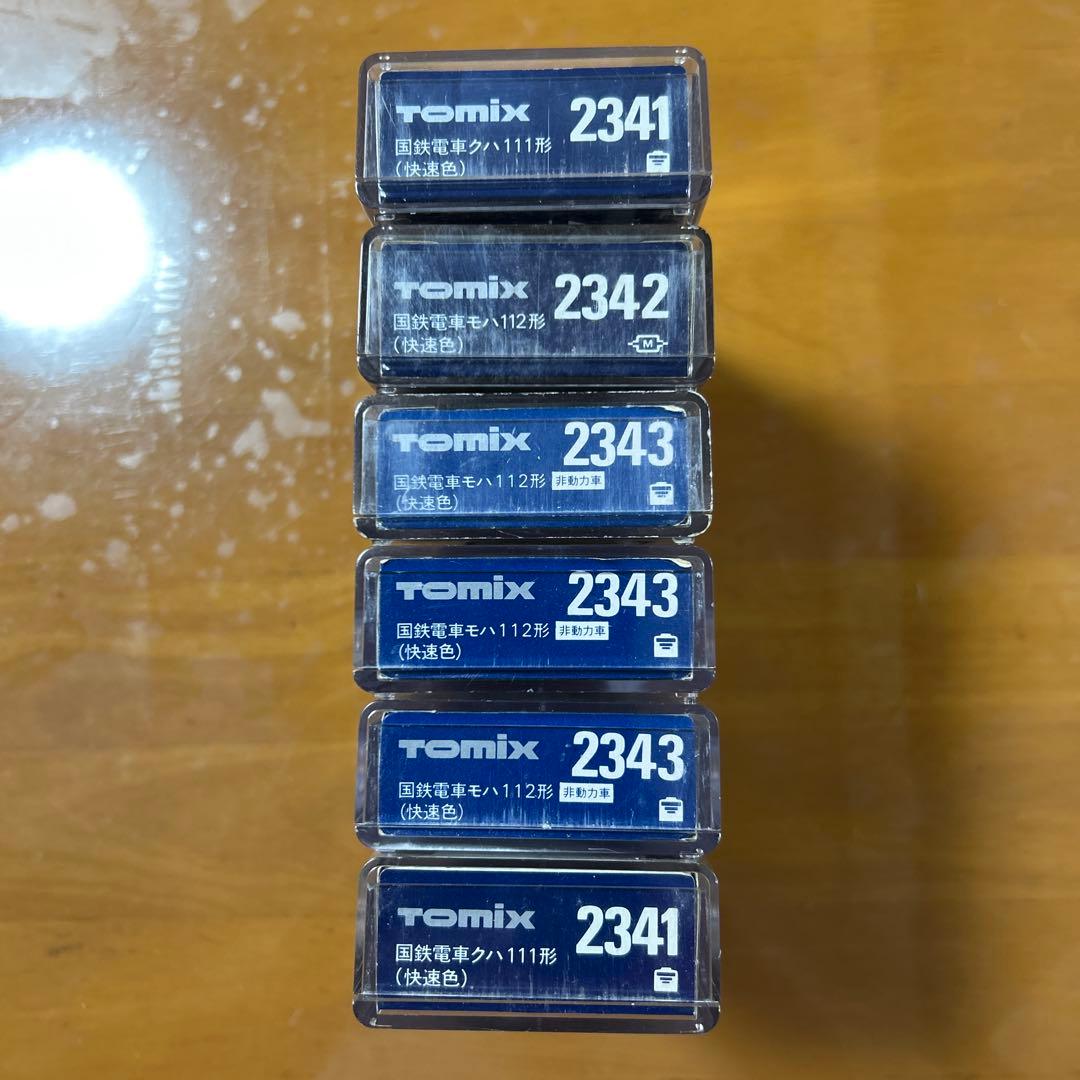 TOMIX 2341
国鉄電車クハ111形
(快速色)
TOMIX 2342
国鉄電車モハ112形
(快速色)
M
TOMIX 2343
国鉄電車モハ112形 非動力車
(快速色)
TOMIX 2343
国鉄電車モハ112形 非動力車
(快速色)
TOMIX 2343
国鉄電車モハ112形 非動力車
(快速色)
TOMIX 2341
国鉄電車クハ111形
(快速色)